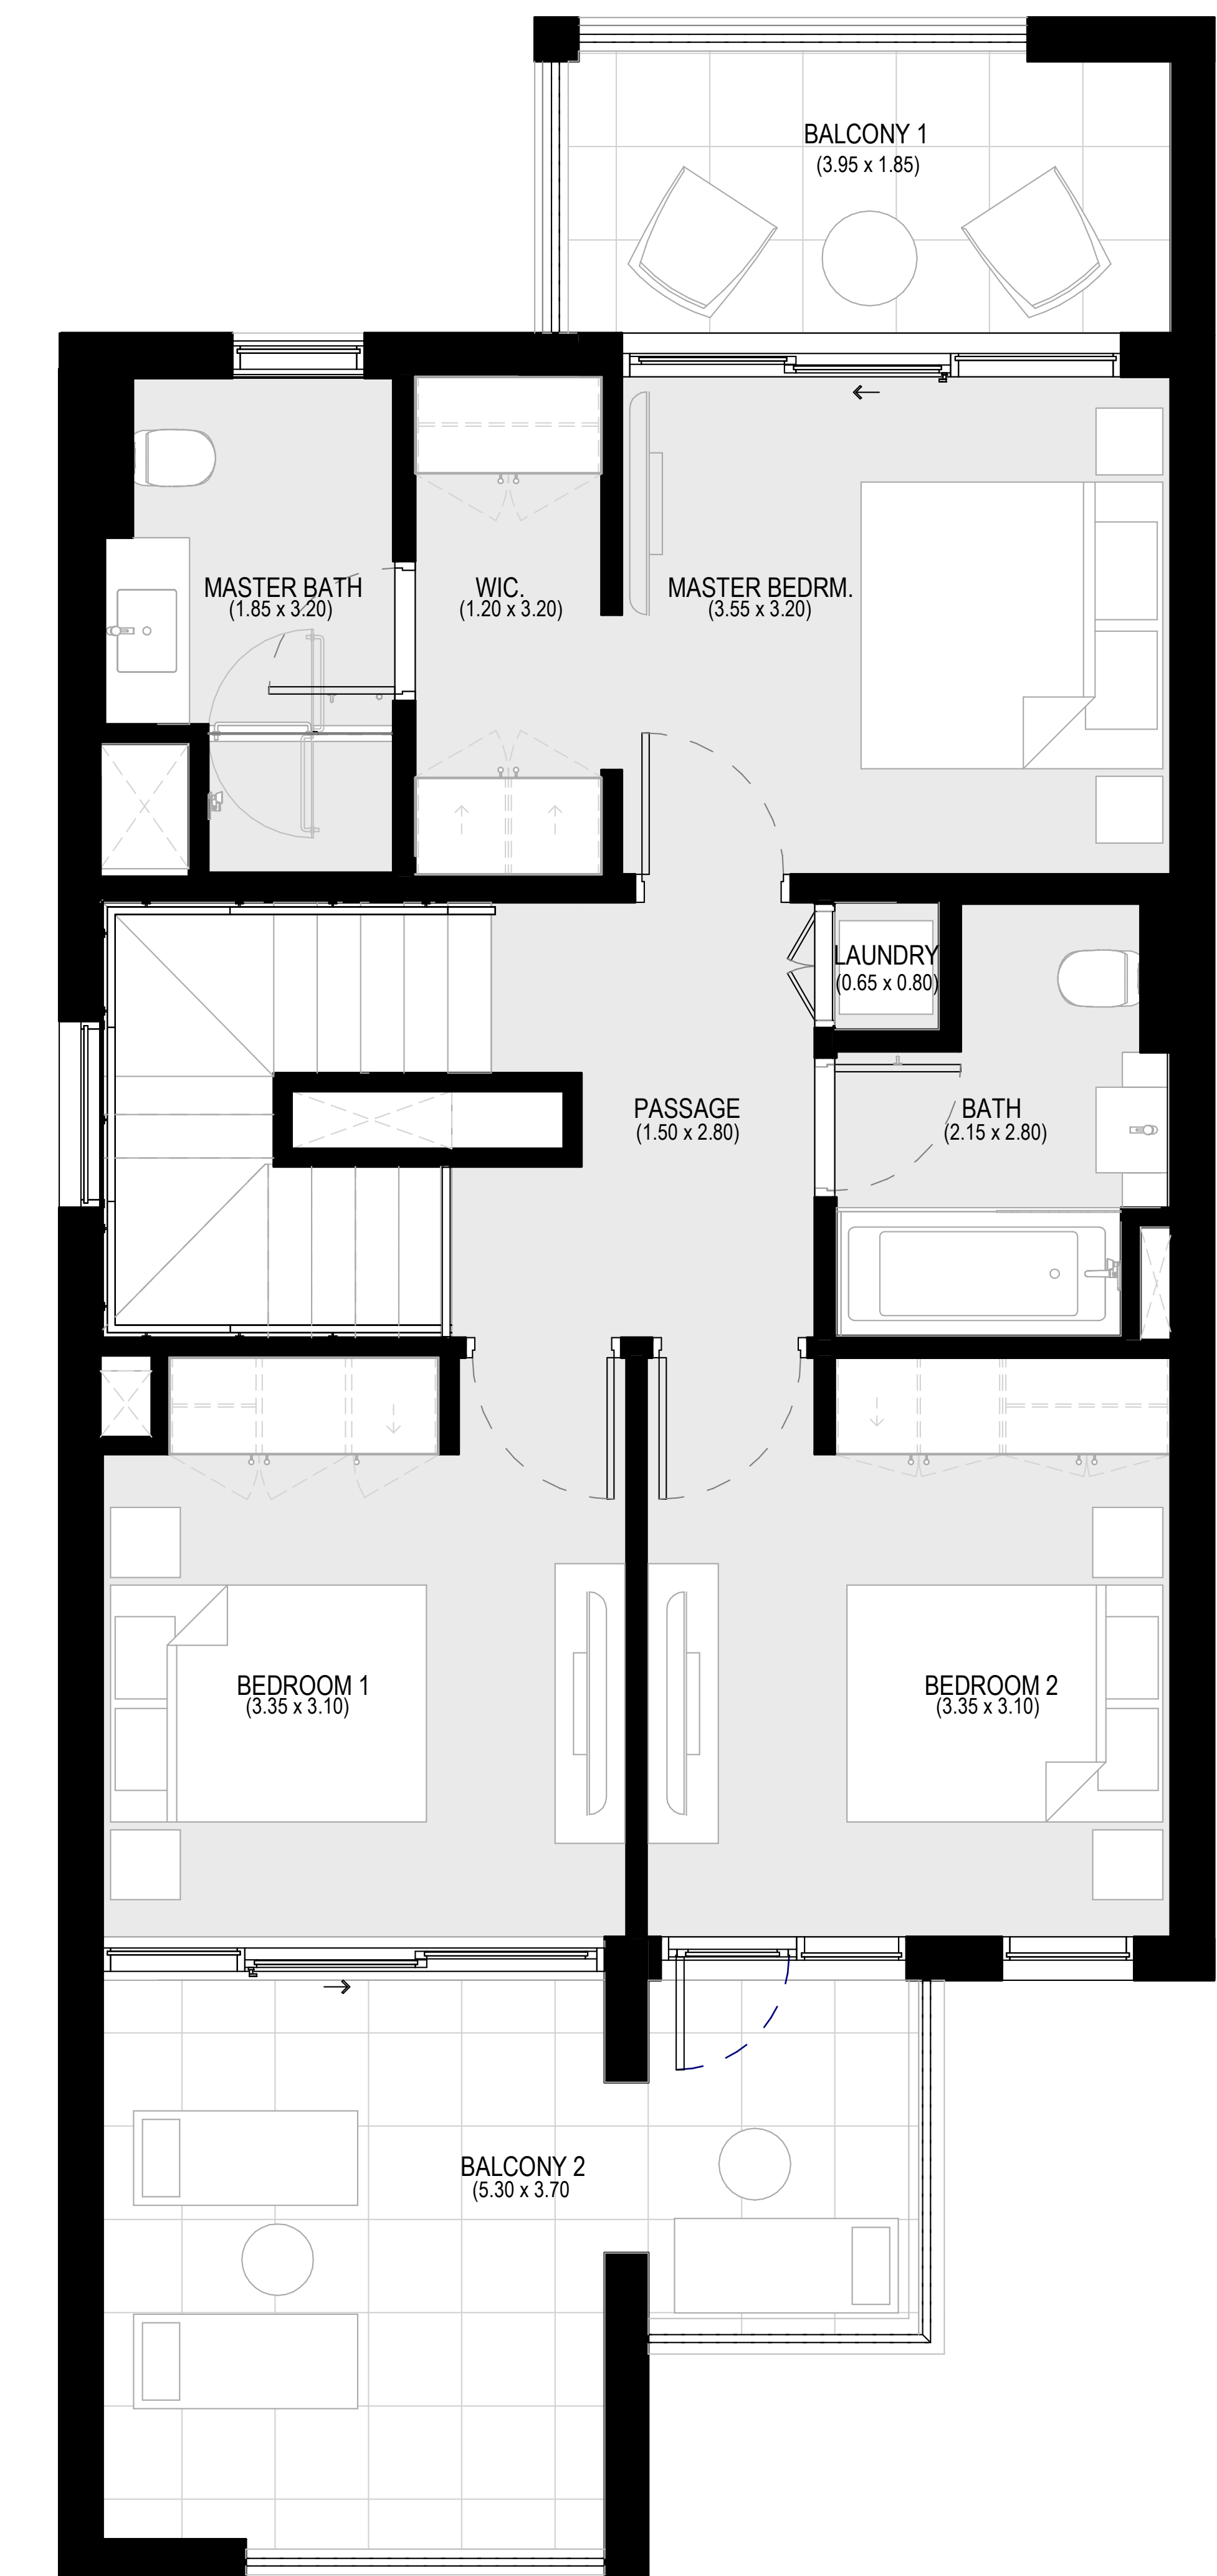 BALCONY 1
(3.95 x 1.85)
MASTER BATH
(1.85 x 3.20)
WIC.
(1.20 x 3.20)
MASTER BEDRM.
(3.55 x 3.20)
LAUNDRY
(0.65 x 0.80)
PASSAGE
(1.50 x 2.80)
BATH
(2.15 x 2.80)
BEDROOM 1
(3.35 x 3.10)
BEDROOM 2
(3.35 x 3.10)
BALCONY 2
(5.30 x 3.70